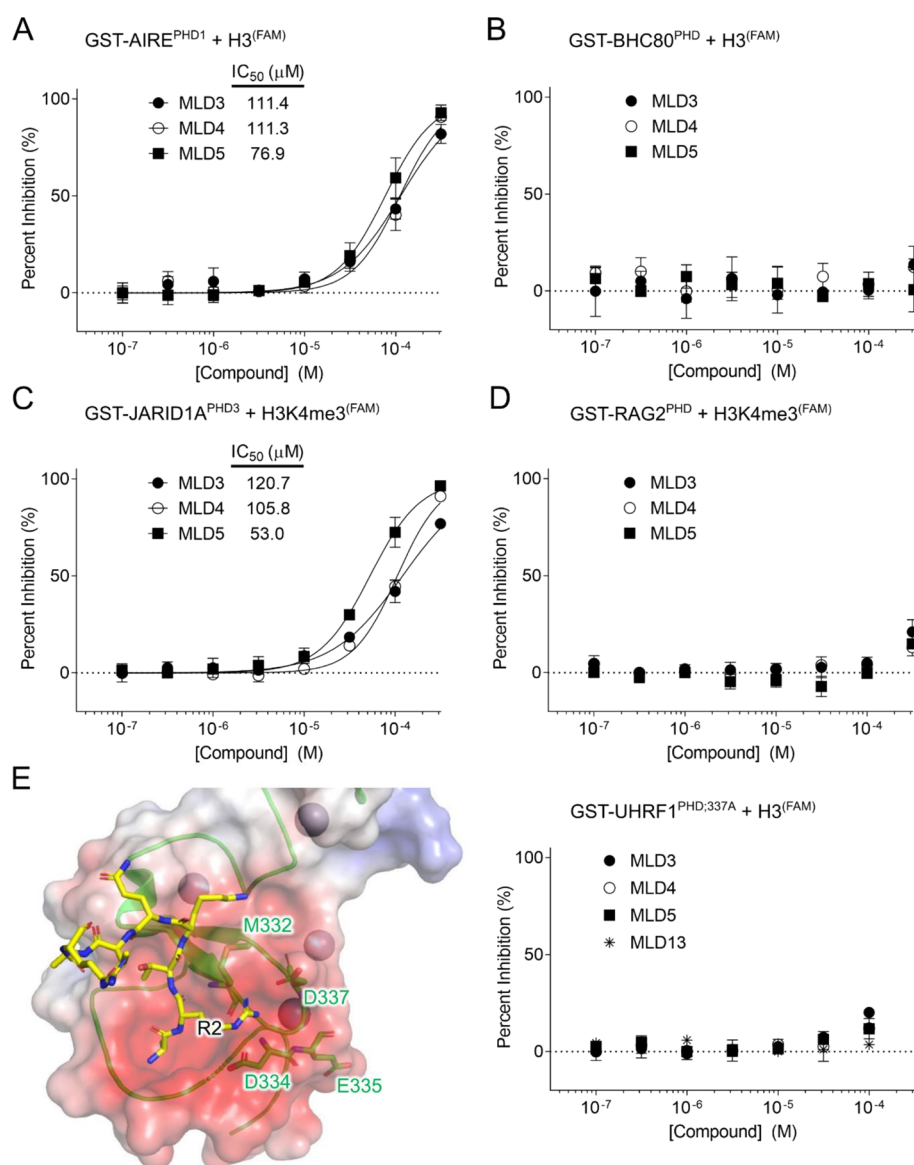 A
GST-AIRE^PHD1 + H3^(FAM)
IC50 (μM)
MLD3 111.4
MLD4 111.3
MLD5 76.9
100
50
0
Percent Inhibition (%)
10^-7 10^-6 10^-5 10^-4
[Compound] (M)
B
GST-BHC80^PHD + H3^(FAM)
MLD3
MLD4
MLD5
100
50
0
Percent Inhibition (%)
10^-7 10^-6 10^-5 10^-4
[Compound] (M)
C
GST-JARID1A^PHD3 + H3K4me3^(FAM)
IC50 (μM)
MLD3 120.7
MLD4 105.8
MLD5 53.0
100
50
0
Percent Inhibition (%)
10^-7 10^-6 10^-5 10^-4
[Compound] (M)
D
GST-RAG2^PHD + H3K4me3^(FAM)
MLD3
MLD4
MLD5
100
50
0
Percent Inhibition (%)
10^-7 10^-6 10^-5 10^-4
[Compound] (M)
E
M332
D337
R2
D334
E335
GST-UHRF1^PHD;337A + H3^(FAM)
MLD3
MLD4
MLD5
MLD13
100
50
0
Percent Inhibition (%)
10^-7 10^-6 10^-5 10^-4
[Compound] (M)